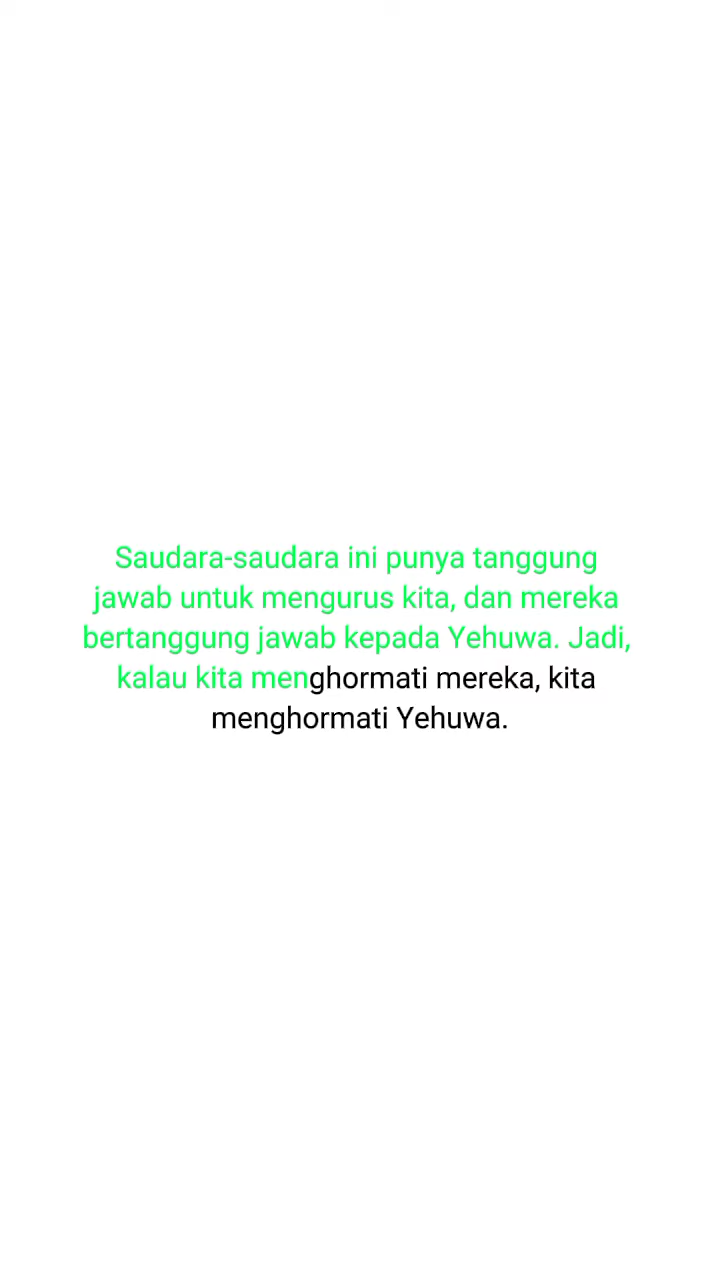 Saudara-saudara ini punya tanggung
jawab untuk mengurus kita, dan mereka
bertanggung jawab kepada Yehuwa. Jadi,
kalau kita menghormati mereka, kita
menghormati Yehuwa.